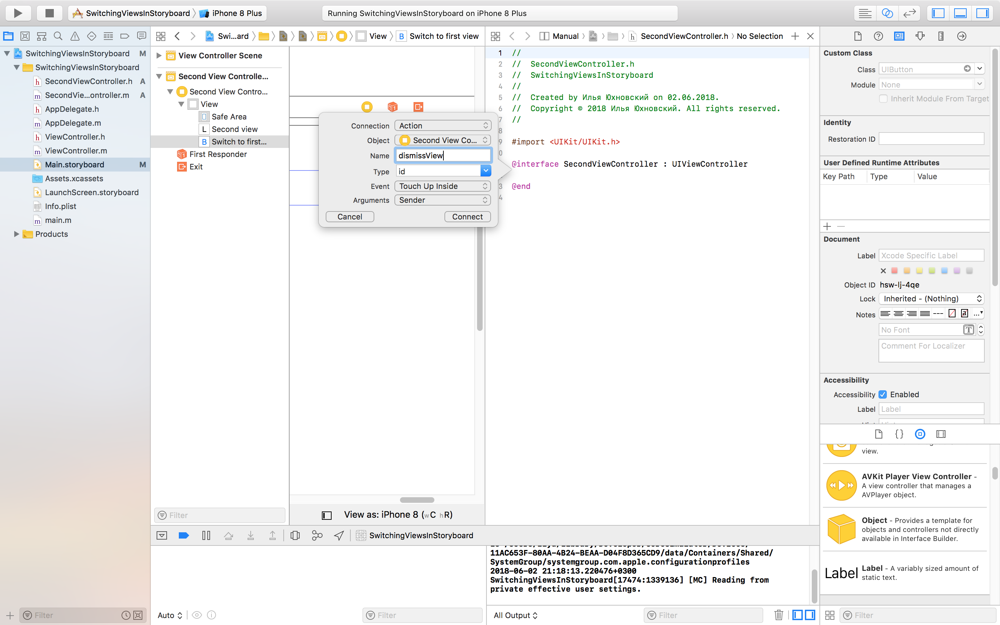 SwitchingViewsInStoryboard
iPhone 8 Plus
Running SwitchingViewsInStoryboard on iPhone 8 Plus
Swi...ard
View
B
Switch to first view
Manual
h
SecondViewController.h
No Selection
SwitchingViewsInStoryboard
M
SwitchingViewsInStoryboard
h SecondViewController.h A
m SecondVie...ontroller.m A
h AppDelegate.h
m AppDelegate.m
h ViewController.h
m ViewController.m
Main.storyboard M
Assets.xcassets
LaunchScreen.storyboard
Info.plist
m main.m
Products
Filter
View Controller Scene
Second View Controlle...
Second View Contro...
View
Safe Area
L Second view
B Switch to first...
1 First Responder
Exit
Filter
Connection Action
Object Second View Co...
Name dismissView
Type id
Event Touch Up Inside
Arguments Sender
Cancel Connect
View as: iPhone 8 (wC hR)
1 //
2 //  SecondViewController.h
3 //  SwitchingViewsInStoryboard
4 //
5 //  Created by Илья Юхновский on 02.06.2018.
6 //  Copyright © 2018 Илья Юхновский. All rights reserved.
7 //
8
9 #import <UIKit/UIKit.h>
0
@interface SecondViewController : UIViewController
3 @end
4
SwitchingViewsInStoryboard
11AC653F-80AA-4B24-BEAA-D04F8D365CD9/data/Containers/Shared/
SystemGroup/systemgroup.com.apple.configurationprofiles
2018-06-02 21:18:13.220476+0300
SwitchingViewsInStoryboard[17474:1339136] [MC] Reading from
private effective user settings.
Auto
Filter
All Output
Filter
Custom Class
Class UIButton
Module None
Inherit Module From Target
Identity
Restoration ID
User Defined Runtime Attributes
Key Path Type Value
Document
Label Xcode Specific Label
Object ID hsw-lj-4qe
Lock Inherited - (Nothing)
Notes
No Font T
Comment For Localizer
Accessibility
Accessibility Enabled
Label Label
{}
view.
AVKit Player View Controller -
A view controller that manages a
AVPlayer object.
Object - Provides a template for
objects and controllers not directly
available in Interface Builder.
Label
Label - A variably sized amount of
static text.
Filter